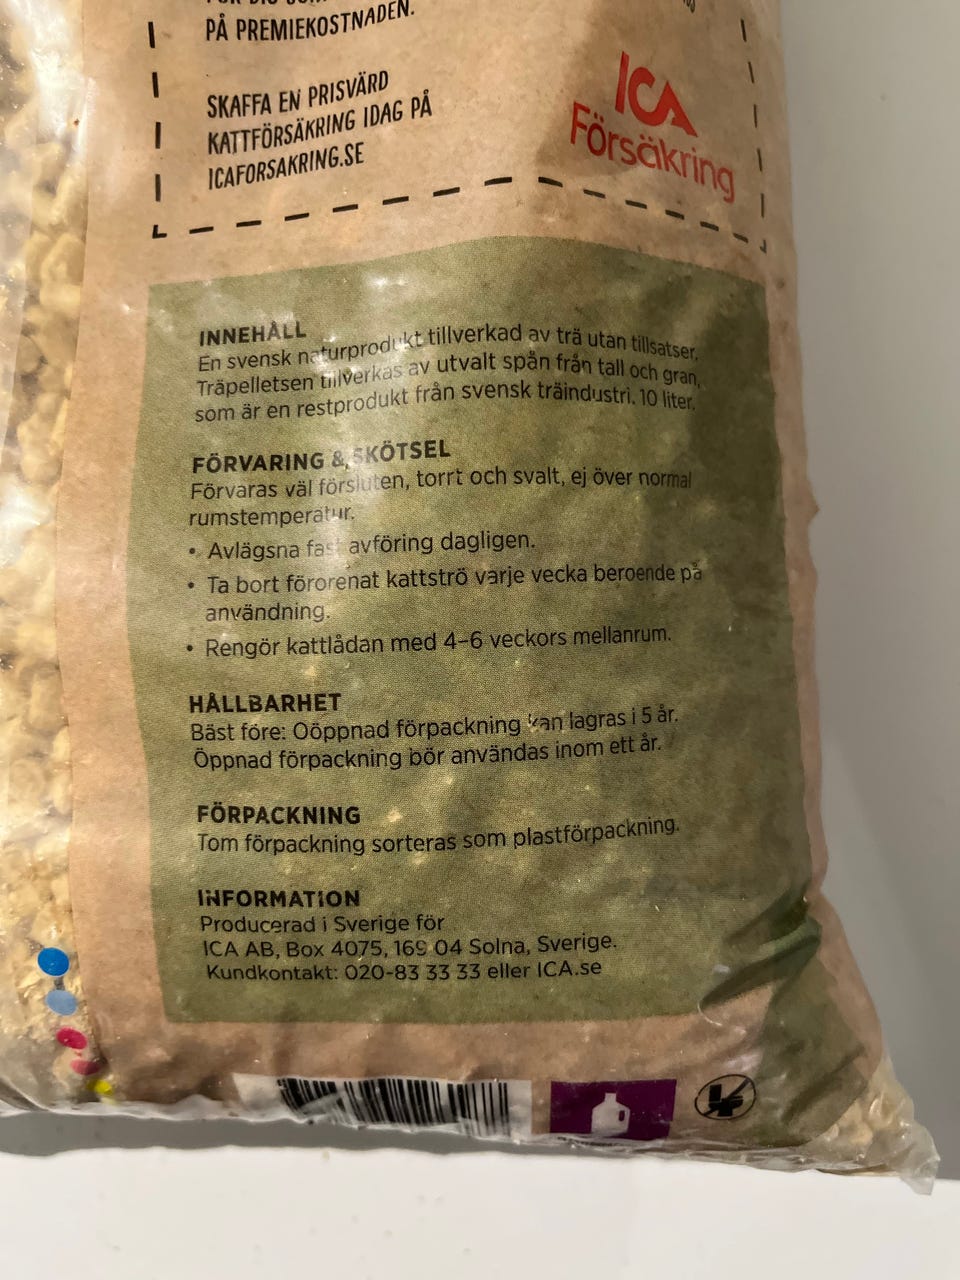 PÅ PREMIEKOSTNADEN.
SKAFFA EN PRISVÄRD
KATTFÖRSÄKRING IDAG PÅ
ICAFORSAKRING.SE
ICA
Försäkring
INNEHÅLL
En svensk naturprodukt tillverkad av trä utan tillsatser.
Träpelletsen tillverkas av utvalt spån från tall och gran,
som är en restprodukt från svensk träindustri. 10 liter.
FÖRVARING & SKÖTSEL
Förvaras väl försluten, torrt och svalt, ej över normal
rumstemperatur.
• Avlägsna fast avföring dagligen.
• Ta bort förorenat kattströ varje vecka beroende på
användning.
• Rengör kattlådan med 4–6 veckors mellanrum.
HÅLLBARHET
Bäst före: Oöppnad förpackning kan lagras i 5 år.
Öppnad förpackning bör användas inom ett år.
FÖRPACKNING
Tom förpackning sorteras som plastförpackning.
INFORMATION
Producerad i Sverige för
ICA AB, Box 4075, 169 04 Solna, Sverige.
Kundkontakt: 020-83 33 33 eller ICA.se